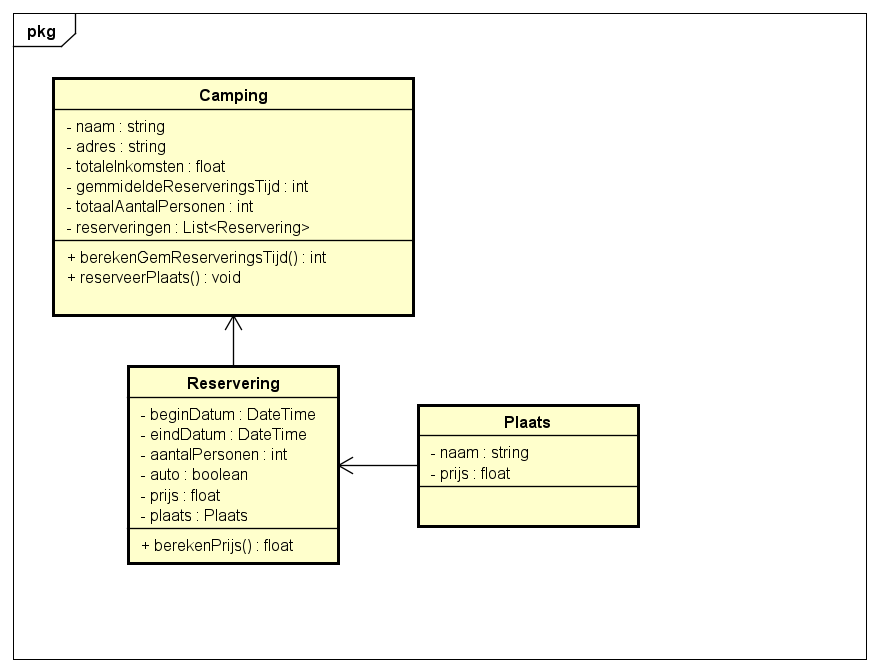 pkg
Camping
- naam : string
- adres : string
- totaleInkomsten : float
- gemmideldeReserveringsTijd : int
- totaalAantalPersonen : int
- reserveringen : List<Reservering>
+ berekenGemReserveringsTijd() : int
+ reserveerPlaats() : void
Reservering
- beginDatum : DateTime
- eindDatum : DateTime
- aantalPersonen : int
- auto : boolean
- prijs : float
- plaats : Plaats
+ berekenPrijs() : float
Plaats
- naam : string
- prijs : float